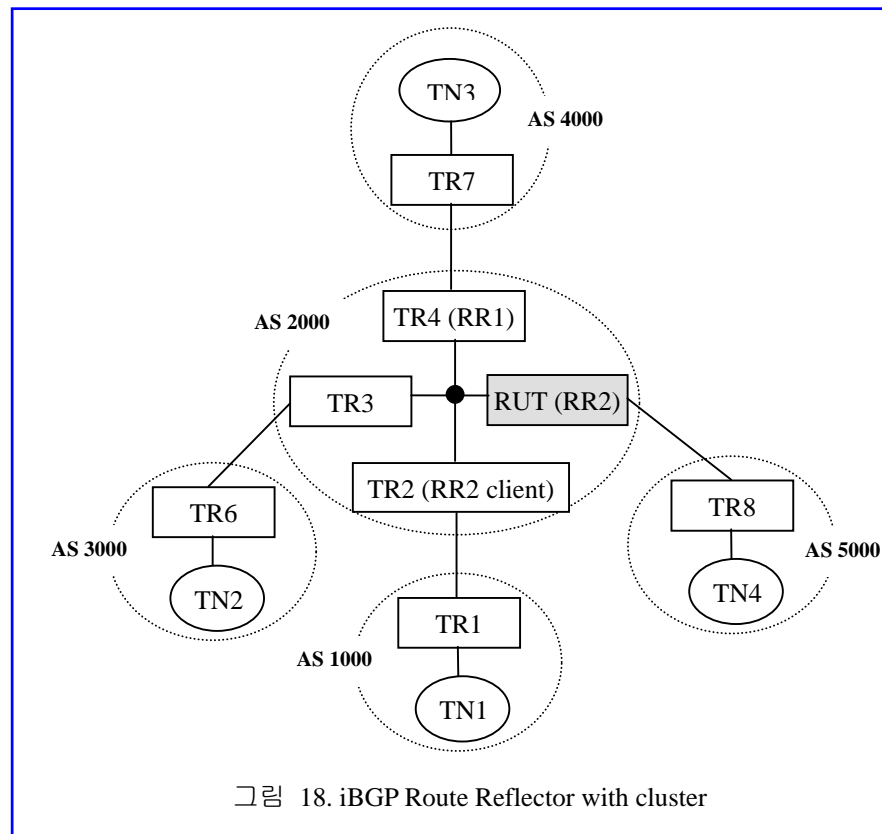 TN3
AS 4000
TR7
AS 2000
TR4 (RR1)
TR3
RUT (RR2)
TR2 (RR2 client)
TR6
TR8
AS 3000
AS 5000
TN2
TN4
TR1
AS 1000
TN1
그림 18. iBGP Route Reflector with cluster